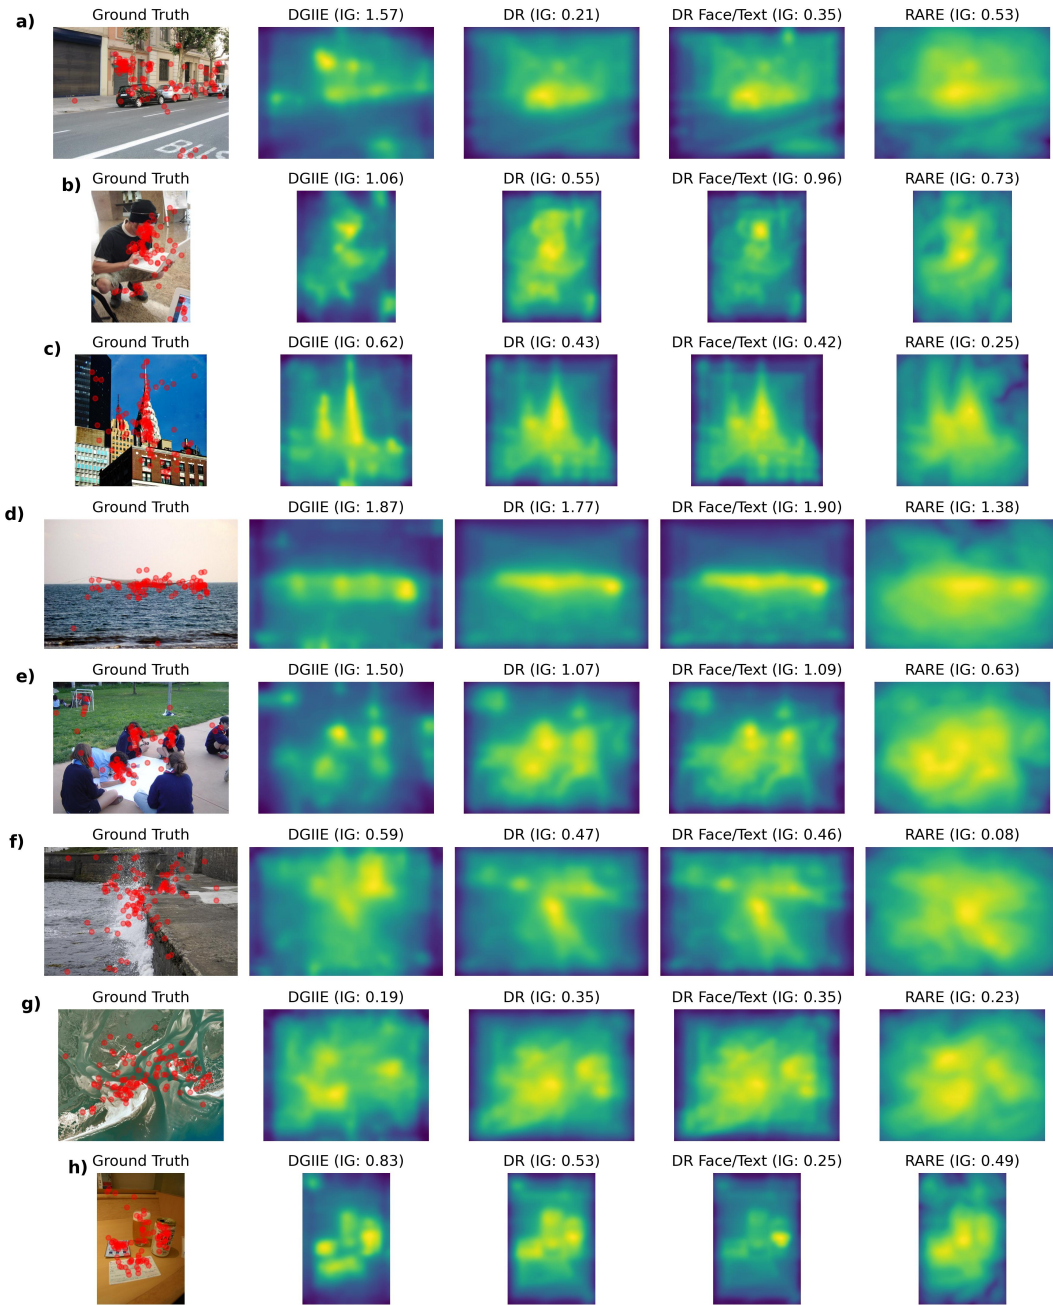 a) Ground Truth DGIIE (IG: 1.57) DR (IG: 0.21) DR Face/Text (IG: 0.35) RARE (IG: 0.53)
BUS
b) Ground Truth DGIIE (IG: 1.06) DR (IG: 0.55) DR Face/Text (IG: 0.96) RARE (IG: 0.73)
c) Ground Truth DGIIE (IG: 0.62) DR (IG: 0.43) DR Face/Text (IG: 0.42) RARE (IG: 0.25)
d) Ground Truth DGIIE (IG: 1.87) DR (IG: 1.77) DR Face/Text (IG: 1.90) RARE (IG: 1.38)
e) Ground Truth DGIIE (IG: 1.50) DR (IG: 1.07) DR Face/Text (IG: 1.09) RARE (IG: 0.63)
f) Ground Truth DGIIE (IG: 0.59) DR (IG: 0.47) DR Face/Text (IG: 0.46) RARE (IG: 0.08)
g) Ground Truth DGIIE (IG: 0.19) DR (IG: 0.35) DR Face/Text (IG: 0.35) RARE (IG: 0.23)
h) Ground Truth DGIIE (IG: 0.83) DR (IG: 0.53) DR Face/Text (IG: 0.25) RARE (IG: 0.49)